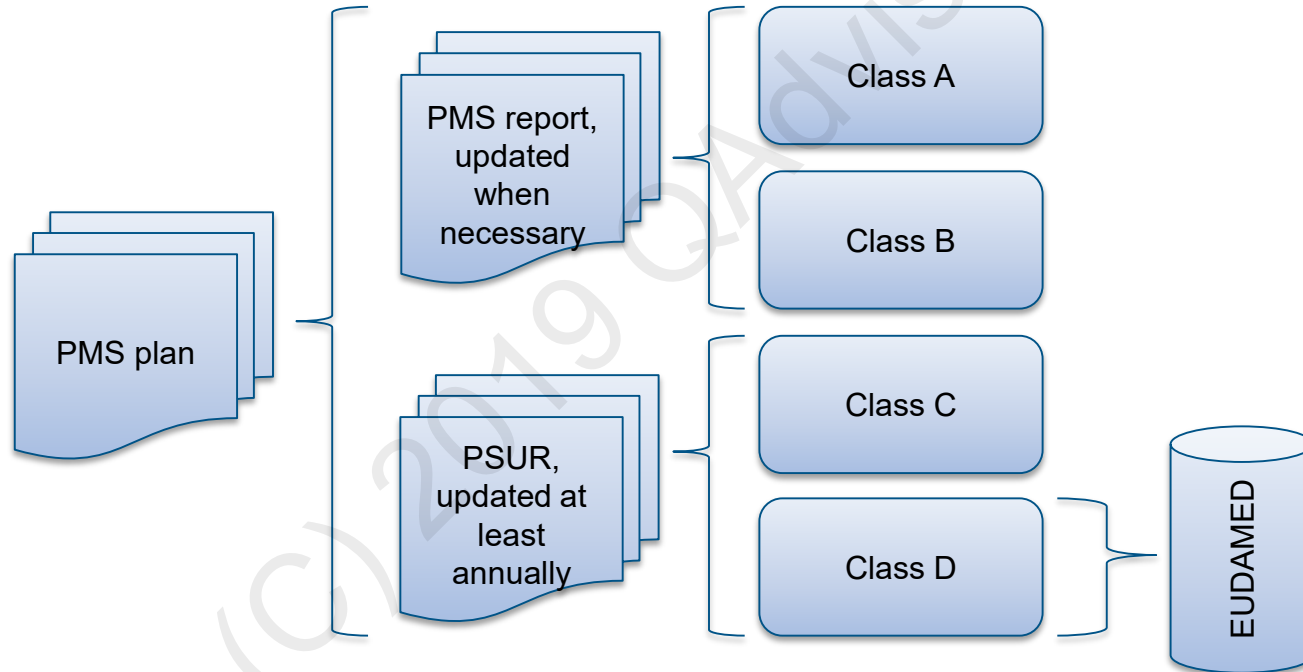 PMS plan
PMS report,
updated
when
necessary
PSUR,
updated at
least
annually
Class A
Class B
Class C
Class D
EUDAMED
(C) 2019 QAdvis